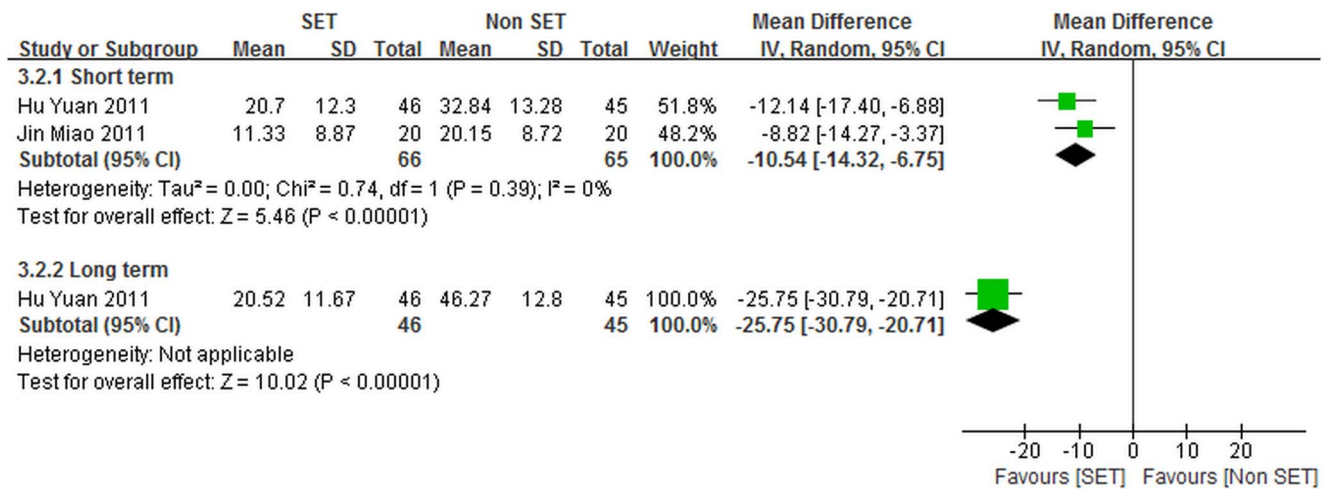 SET Non SET Mean Difference Mean Difference
Study or Subgroup Mean SD Total Mean SD Total Weight IV, Random, 95% CI IV, Random, 95% CI
3.2.1 Short term
Hu Yuan 2011 20.7 12.3 46 32.84 13.28 45 51.8% -12.14 [-17.40, -6.88]
Jin Miao 2011 11.33 8.87 20 20.15 8.72 20 48.2% -8.82 [-14.27, -3.37]
Subtotal (95% CI) 66 65 100.0% -10.54 [-14.32, -6.75]
Heterogeneity: Tau² = 0.00; Chi² = 0.74, df = 1 (P = 0.39); I² = 0%
Test for overall effect: Z = 5.46 (P < 0.00001)
3.2.2 Long term
Hu Yuan 2011 20.52 11.67 46 46.27 12.8 45 100.0% -25.75 [-30.79, -20.71]
Subtotal (95% CI) 46 45 100.0% -25.75 [-30.79, -20.71]
Heterogeneity: Not applicable
Test for overall effect: Z = 10.02 (P < 0.00001)
-20 -10 0 10 20
Favours [SET] Favours [Non SET]